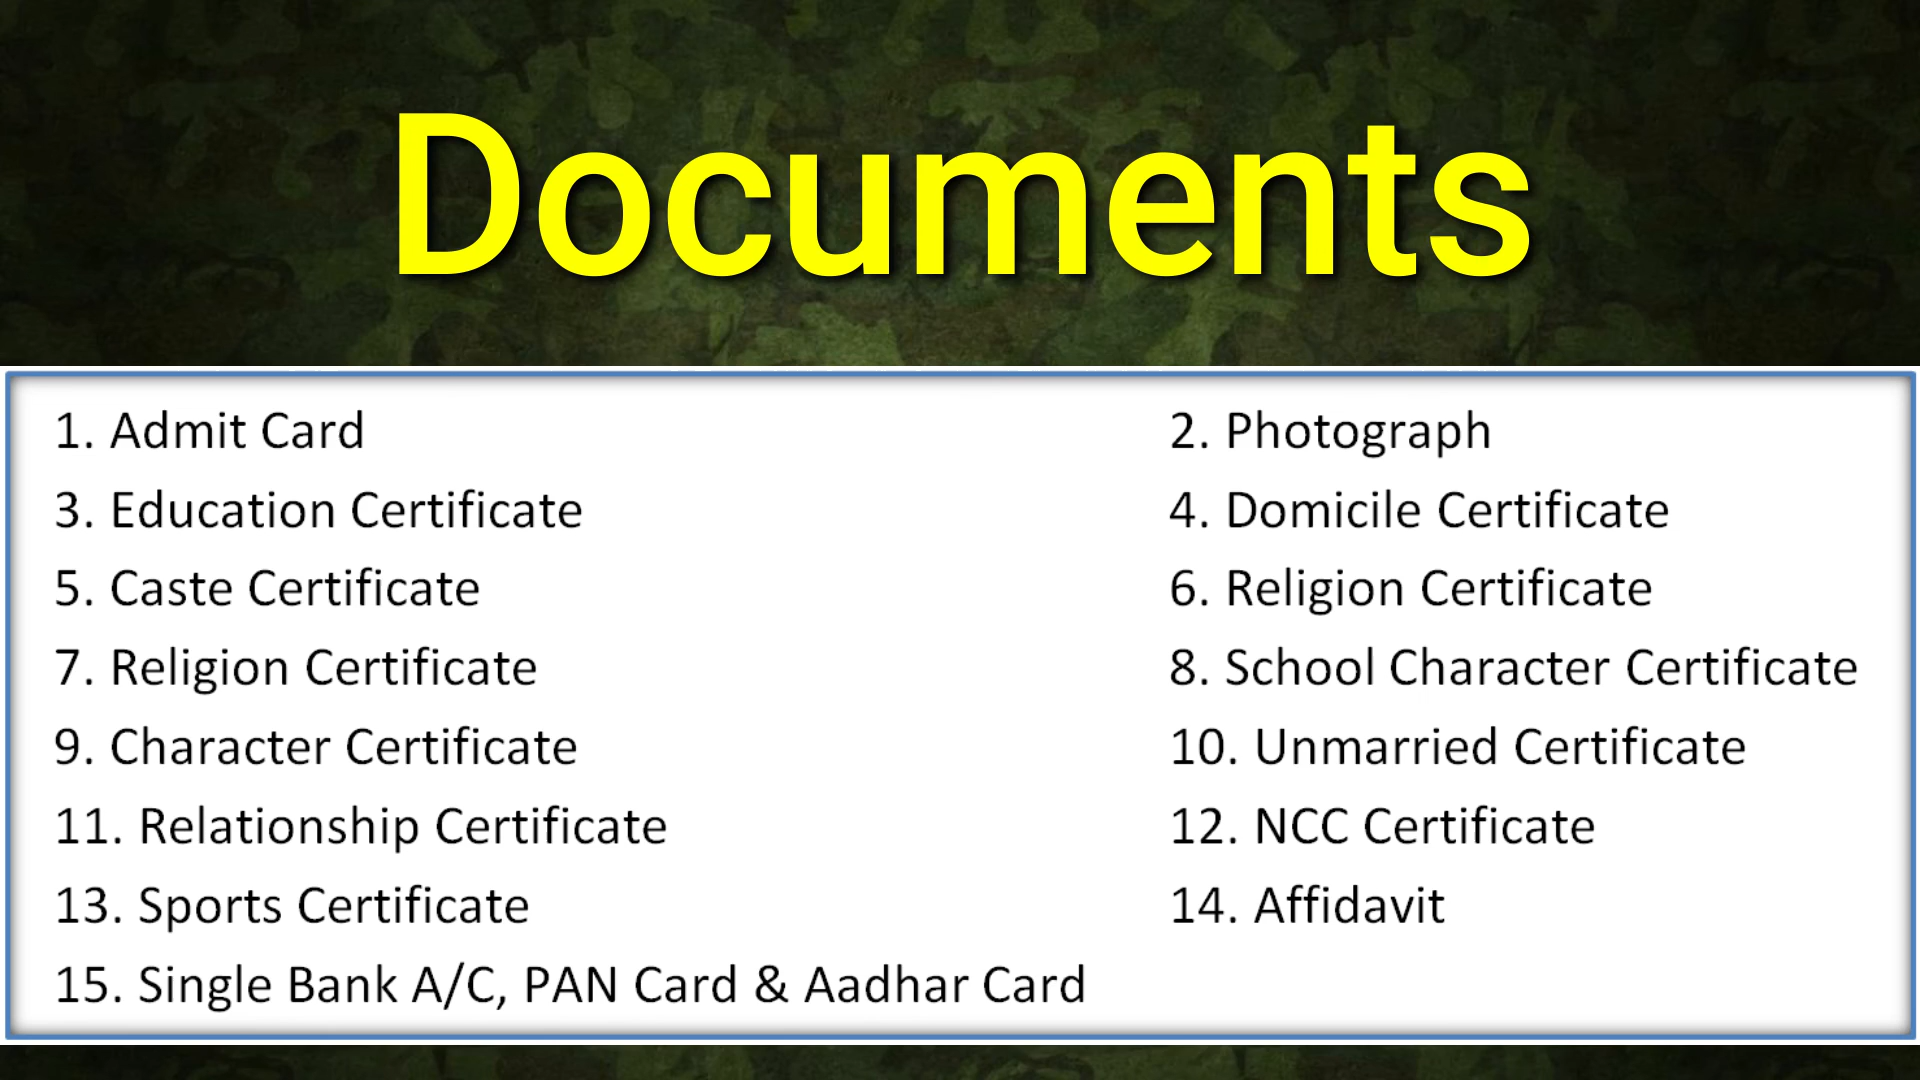 Documents
1. Admit Card
2. Photograph
3. Education Certificate
4. Domicile Certificate
5. Caste Certificate
6. Religion Certificate
7. Religion Certificate
8. School Character Certificate
9. Character Certificate
10. Unmarried Certificate
11. Relationship Certificate
12. NCC Certificate
13. Sports Certificate
14. Affidavit
15. Single Bank A/C, PAN Card & Aadhar Card